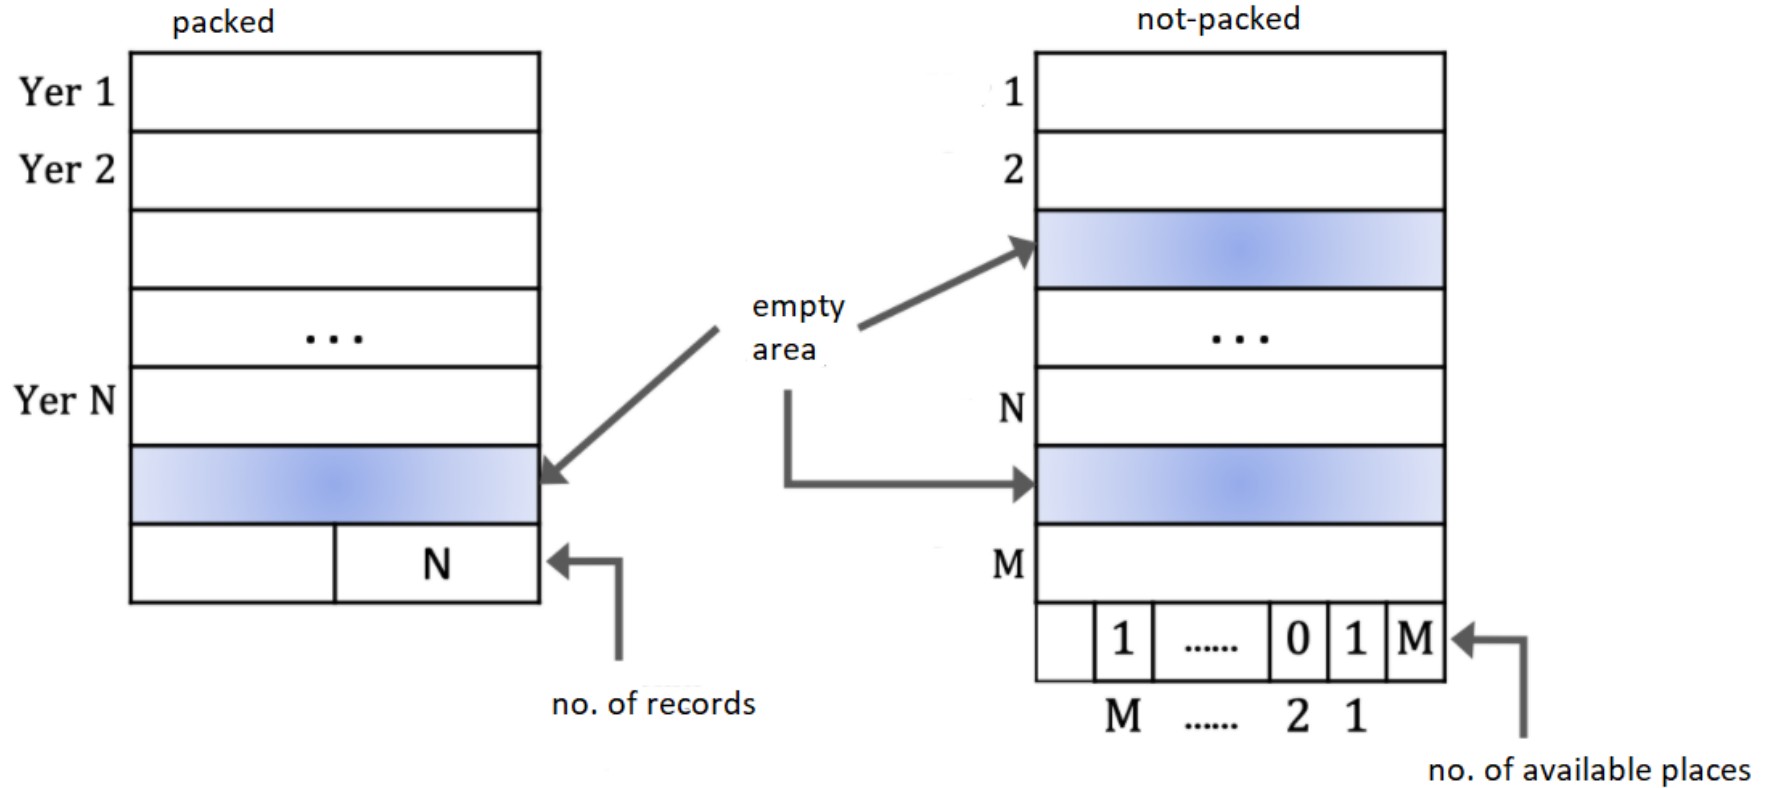 packed
Yer 1
Yer 2
...
Yer N
N
no. of records
empty
area
not-packed
1
2
...
N
M
1 ...... 0 1 M
M ...... 2 1
no. of available places